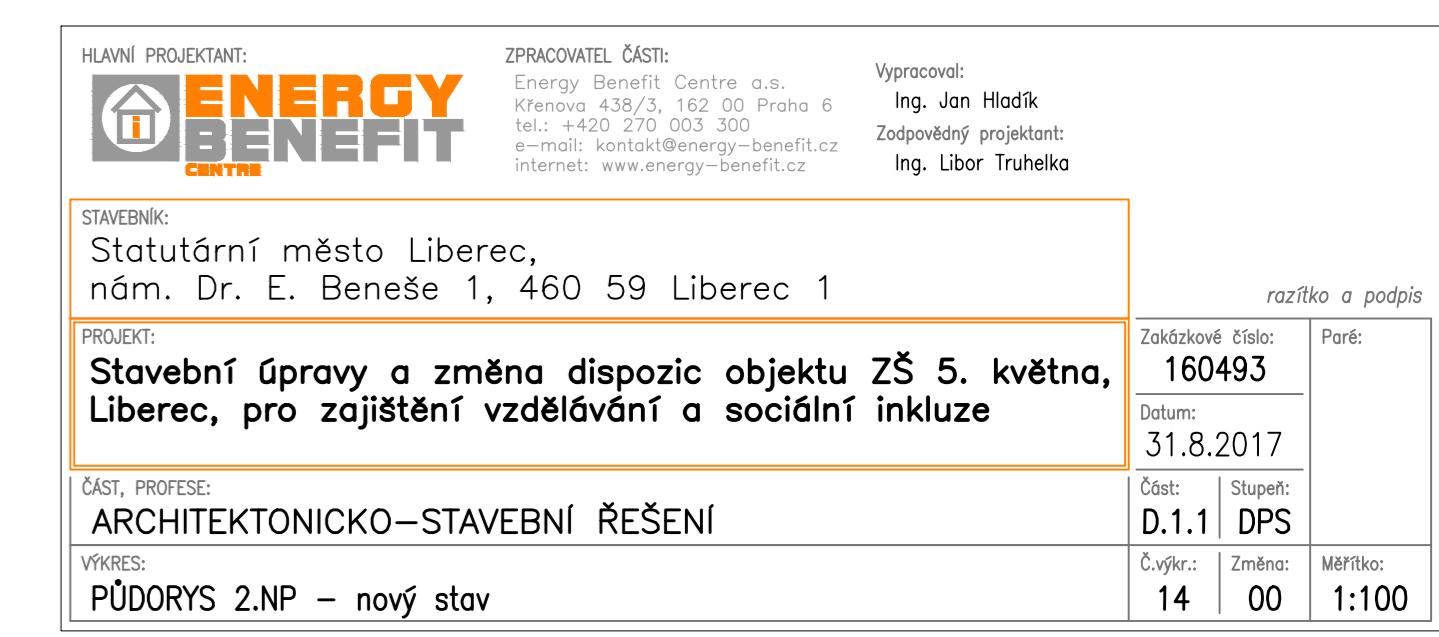 HLAVNÍ PROJEKTANT:
ENERGY
BENEFIT
CENTRE
ZPRACOVATEL ČÁSTI:
Energy Benefit Centre a.s.
Křenova 438/3, 162 00 Praha 6
tel.: +420 270 003 300
e-mail: kontakt@energy-benefit.cz
internet: www.energy-benefit.cz
Vypracoval:
Ing. Jan Hladík
Zodpovědný projektant:
Ing. Libor Truhelka
STAVEBNÍK:
Statutární město Liberec,
nám. Dr. E. Beneše 1, 460 59 Liberec 1
razítko a podpis
PROJEKT:
Stavební úpravy a změna dispozic objektu ZŠ 5. května,
Liberec, pro zajištění vzdělávání a sociální inkluze
Zakázkové číslo:
160493
Paré:
Datum:
31.8.2017
ČÁST, PROFESE:
ARCHITEKTONICKO-STAVEBNÍ ŘEŠENÍ
Část:
D.1.1
Stupeň:
DPS
VÝKRES:
PŮDORYS 2.NP – nový stav
Č.výkr.:
14
Změna:
00
Měřítko:
1:100